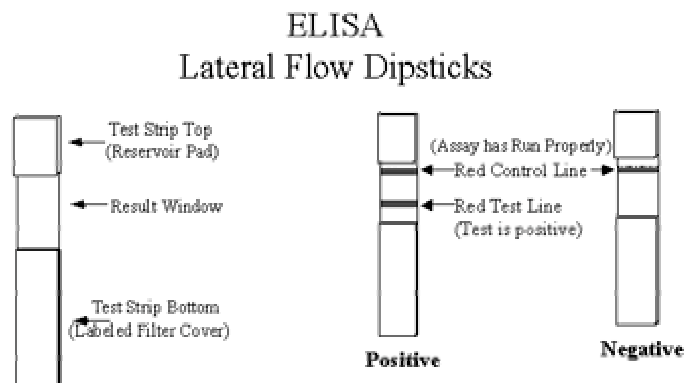 ELISA
Lateral Flow Dipsticks
Test Strip Top
(Reservoir Pad)
Result Window
Test Strip Bottom
(Labeled Filter Cover)
(Assay has Run Properly)
Red Control Line
Red Test Line
(Test is positive)
Positive
Negative